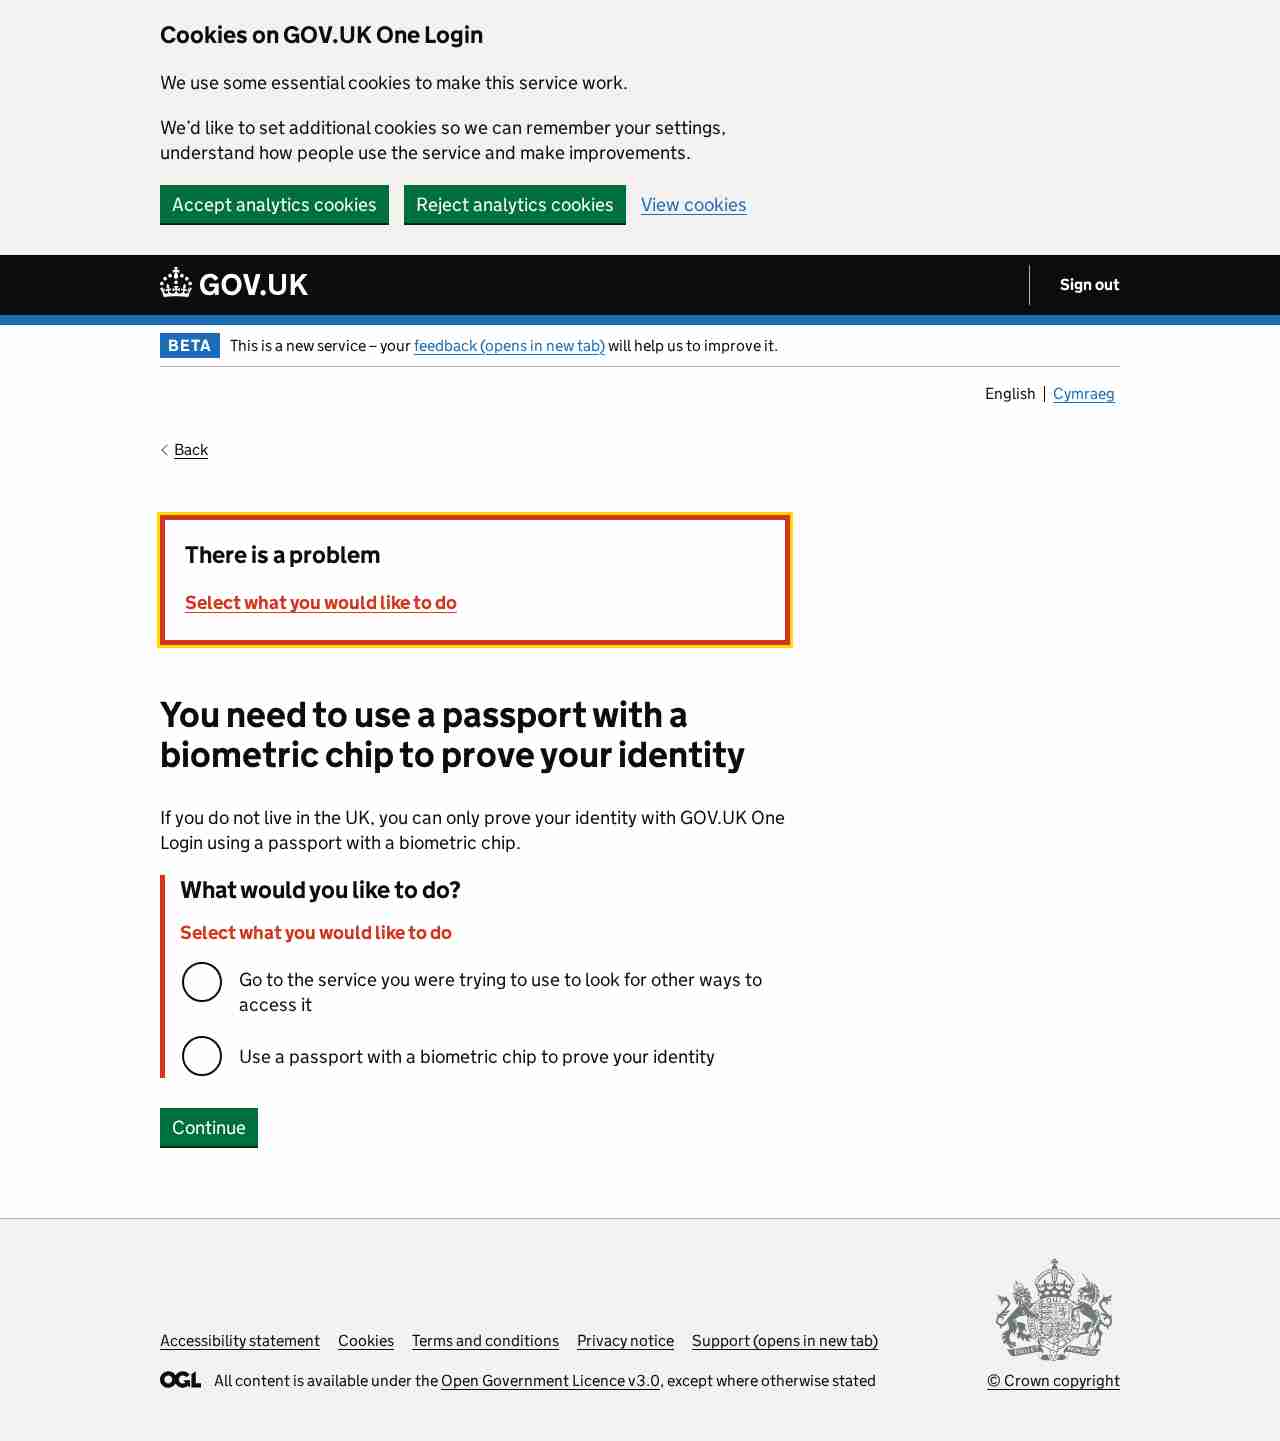 Cookies on GOV.UK One Login
We use some essential cookies to make this service work.
We'd like to set additional cookies so we can remember your settings,
understand how people use the service and make improvements.
Accept analytics cookies Reject analytics cookies View cookies
GOV.UK Sign out
BETA This is a new service – your feedback (opens in new tab) will help us to improve it.
English Cymraeg
Back
There is a problem
Select what you would like to do
You need to use a passport with a
biometric chip to prove your identity
If you do not live in the UK, you can only prove your identity with GOV.UK One
Login using a passport with a biometric chip.
What would you like to do?
Select what you would like to do
Go to the service you were trying to use to look for other ways to
access it
Use a passport with a biometric chip to prove your identity
Continue
Accessibility statement Cookies Terms and conditions Privacy notice Support (opens in new tab)
OGL All content is available under the Open Government Licence v3.0, except where otherwise stated
© Crown copyright